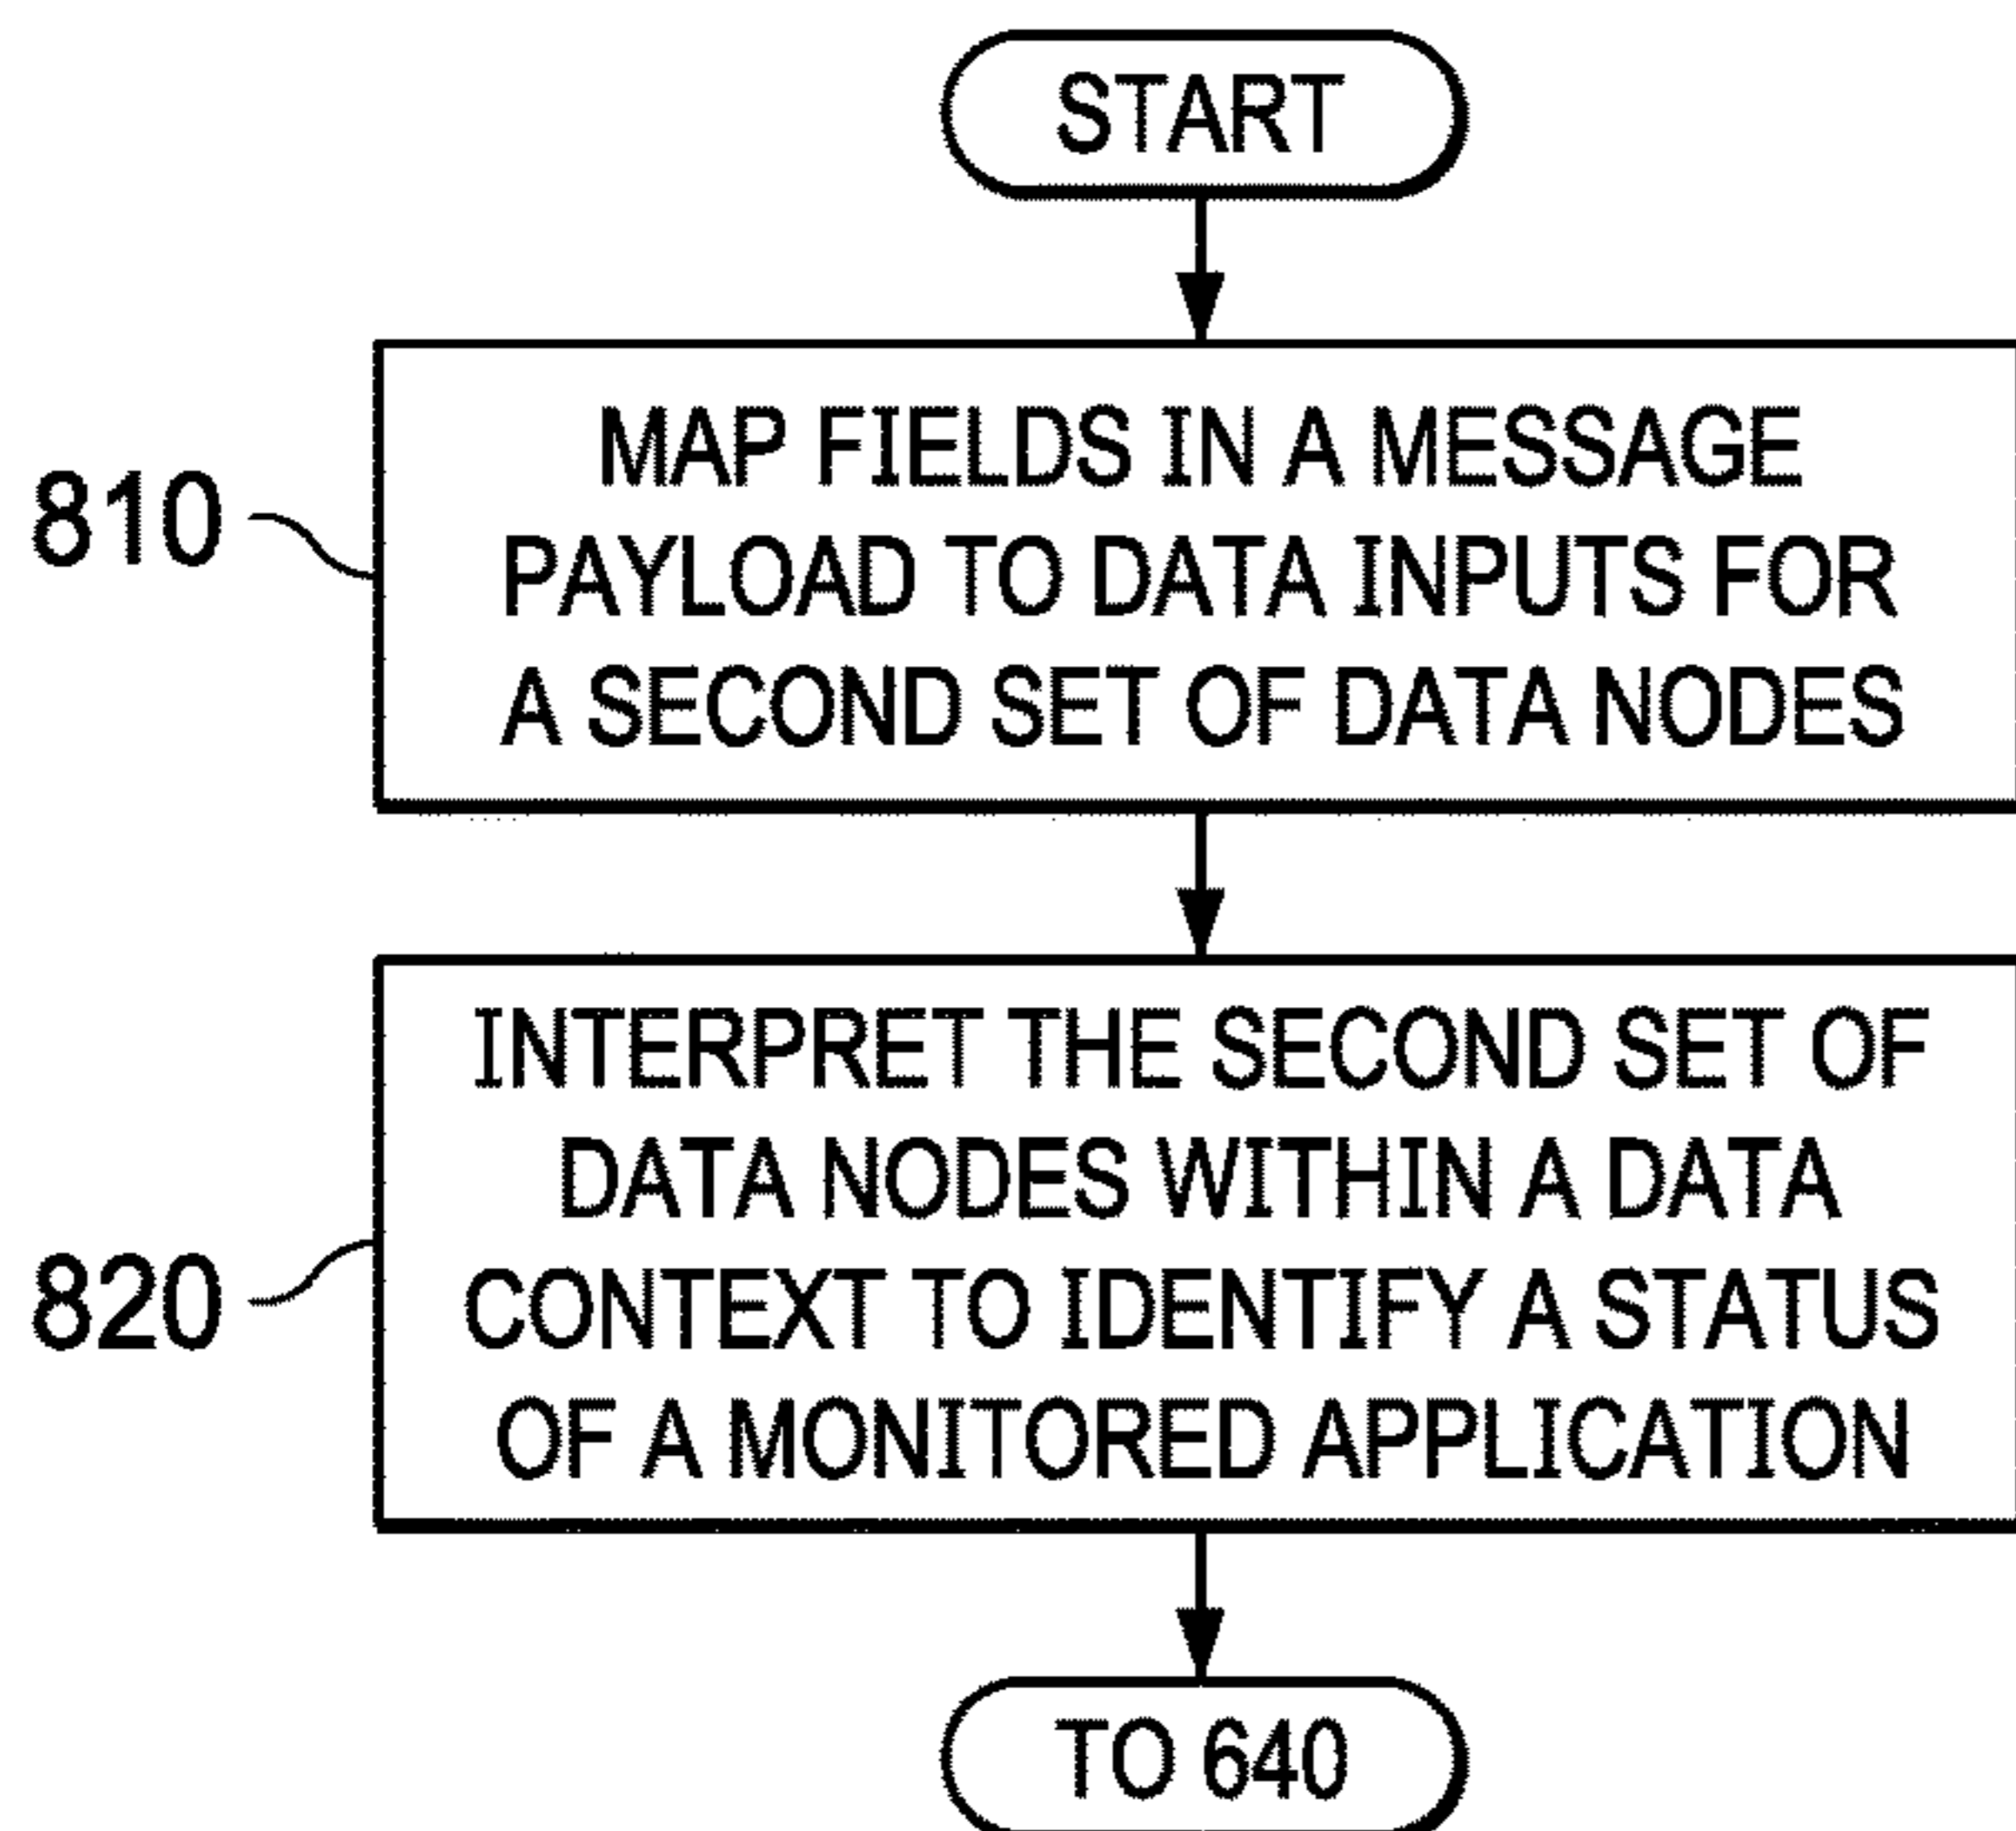 START
810
MAP FIELDS IN A MESSAGE
PAYLOAD TO DATA INPUTS FOR
A SECOND SET OF DATA NODES
820
INTERPRET THE SECOND SET OF
DATA NODES WITHIN A DATA
CONTEXT TO IDENTIFY A STATUS
OF A MONITORED APPLICATION
TO 640